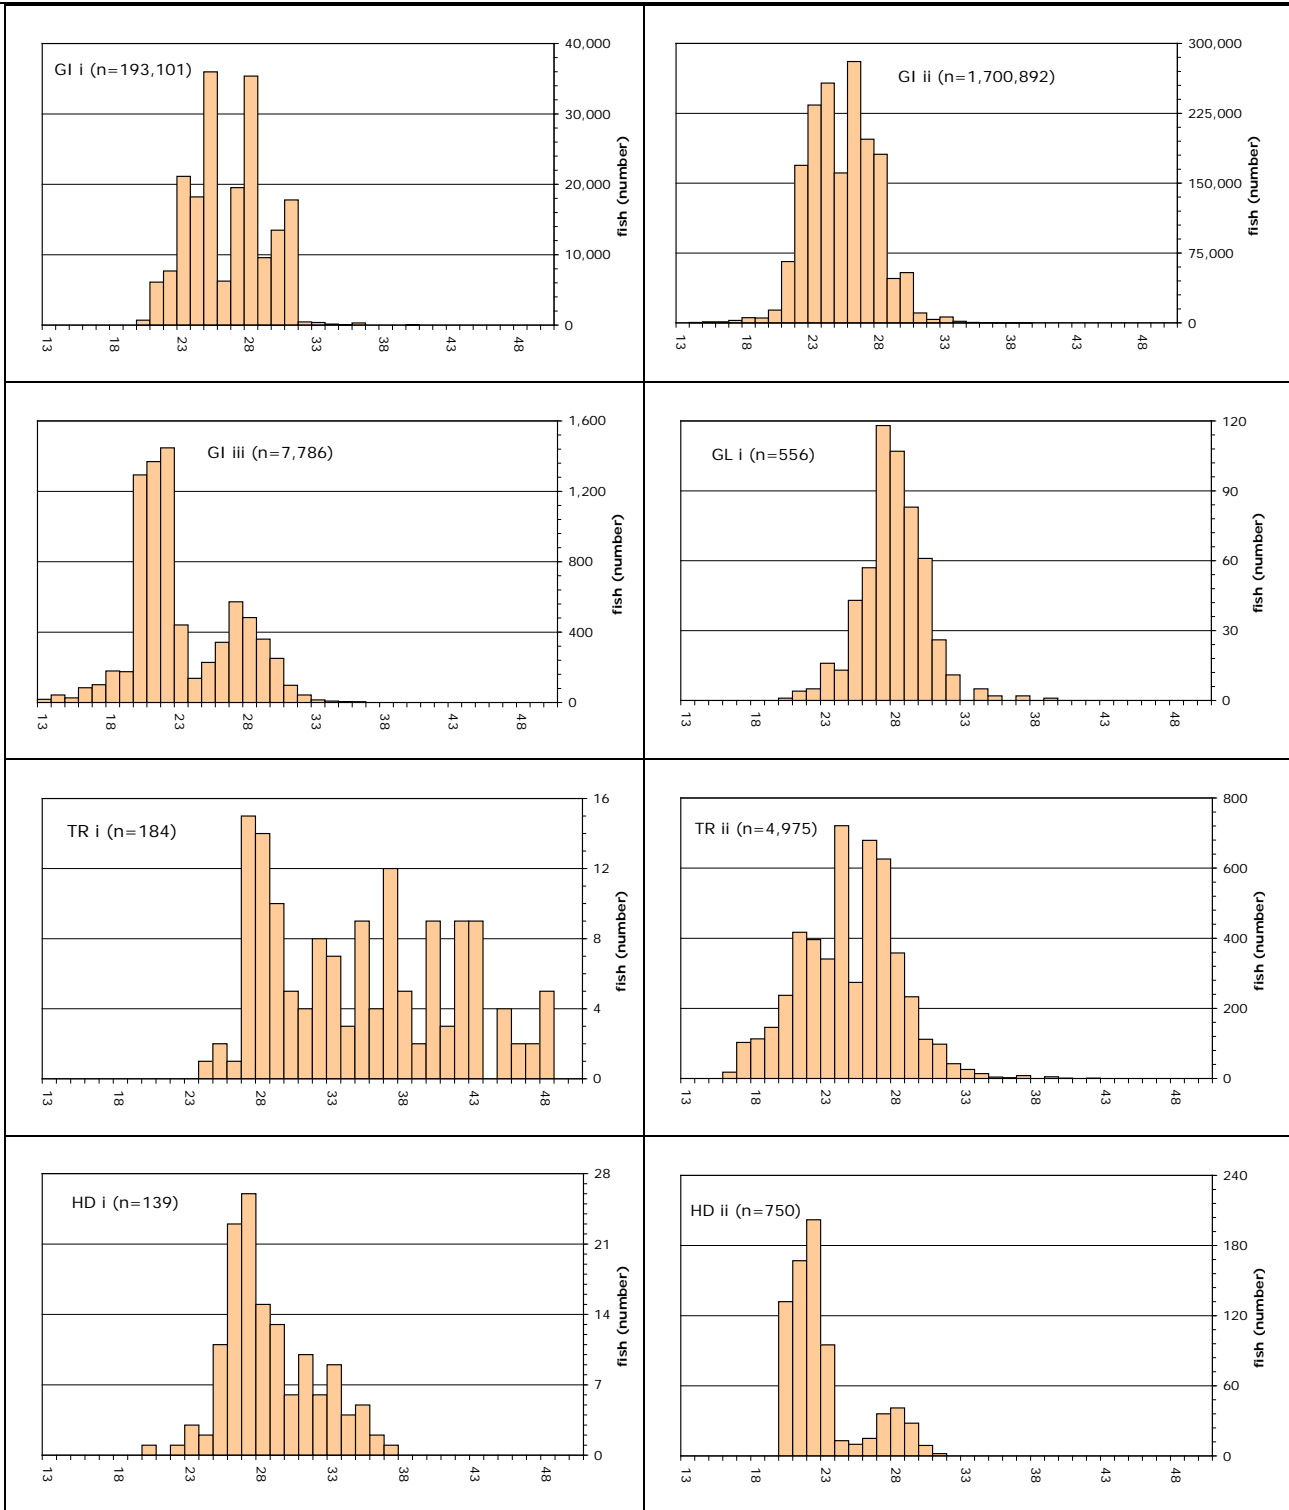 GI i (n=193,101)
40,000
30,000
20,000
10,000
0
fish (number)
13 18 23 28 33 38 43 48
GI ii (n=1,700,892)
300,000
225,000
150,000
75,000
0
fish (number)
13 18 23 28 33 38 43 48
GI iii (n=7,786)
1,600
1,200
800
400
0
fish (number)
13 18 23 28 33 38 43 48
GL i (n=556)
120
90
60
30
0
fish (number)
13 18 23 28 33 38 43 48
TR i (n=184)
16
12
8
4
0
fish (number)
13 18 23 28 33 38 43 48
TR ii (n=4,975)
800
600
400
200
0
fish (number)
13 18 23 28 33 38 43 48
HD i (n=139)
28
21
14
7
0
fish (number)
13 18 23 28 33 38 43 48
HD ii (n=750)
240
180
120
60
0
fish (number)
13 18 23 28 33 38 43 48